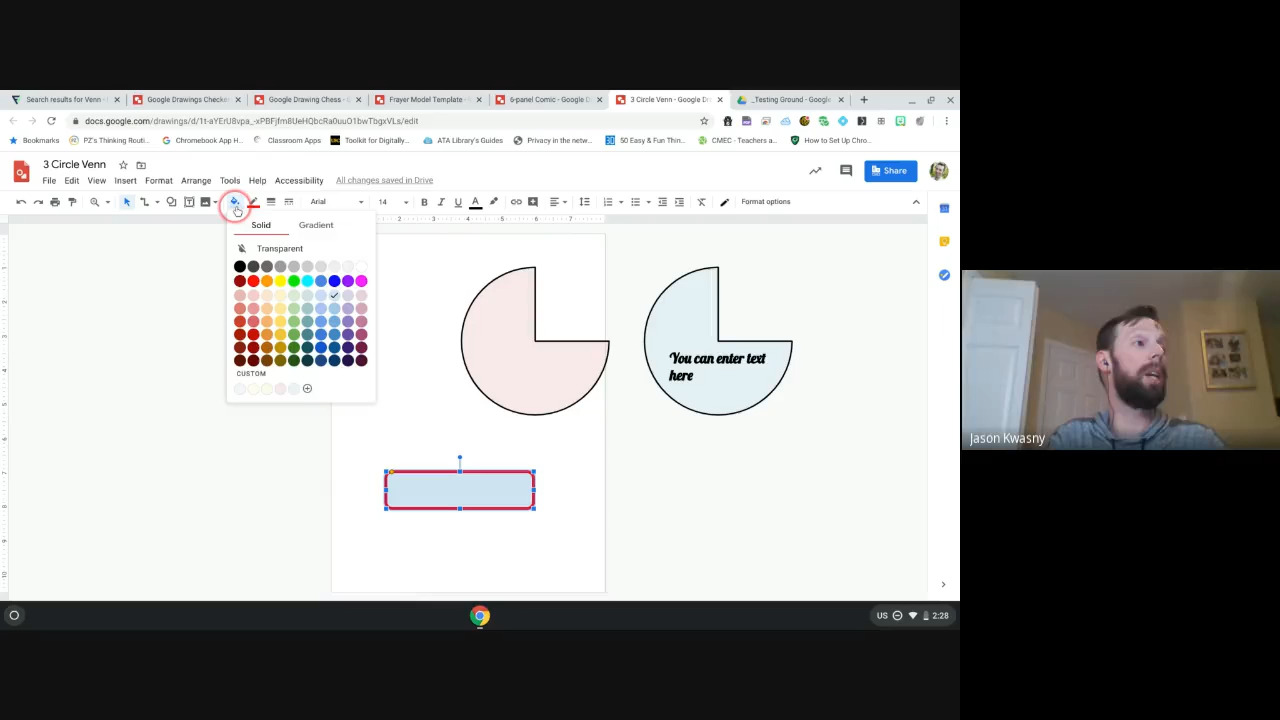 Search results for Venn -
Google Drawings Checke
Google Drawing Chess -
Frayer Model Template -
6-panel Comic - Google D
3 Circle Venn - Google Dr
_Testing Ground - Google
docs.google.com/drawings/d/1t-aYErU8vpa_-xPBFjfm8UeHQbcRa0uuO1bwTbgxVLs/edit
Bookmarks
PZ's Thinking Routi...
Chromebook App H...
Classroom Apps
Toolkit for Digitally...
ATA Library's Guides
Privacy in the netw...
50 Easy & Fun Thin...
CMEC - Teachers a...
How to Set Up Chro...
3 Circle Venn
File Edit View Insert Format Arrange Tools Help Accessibility All changes saved in Drive
Share
Arial 14 B I U A Format options
Solid Gradient
Transparent
CUSTOM
You can enter text
here
Jason Kwasny
US 2:28